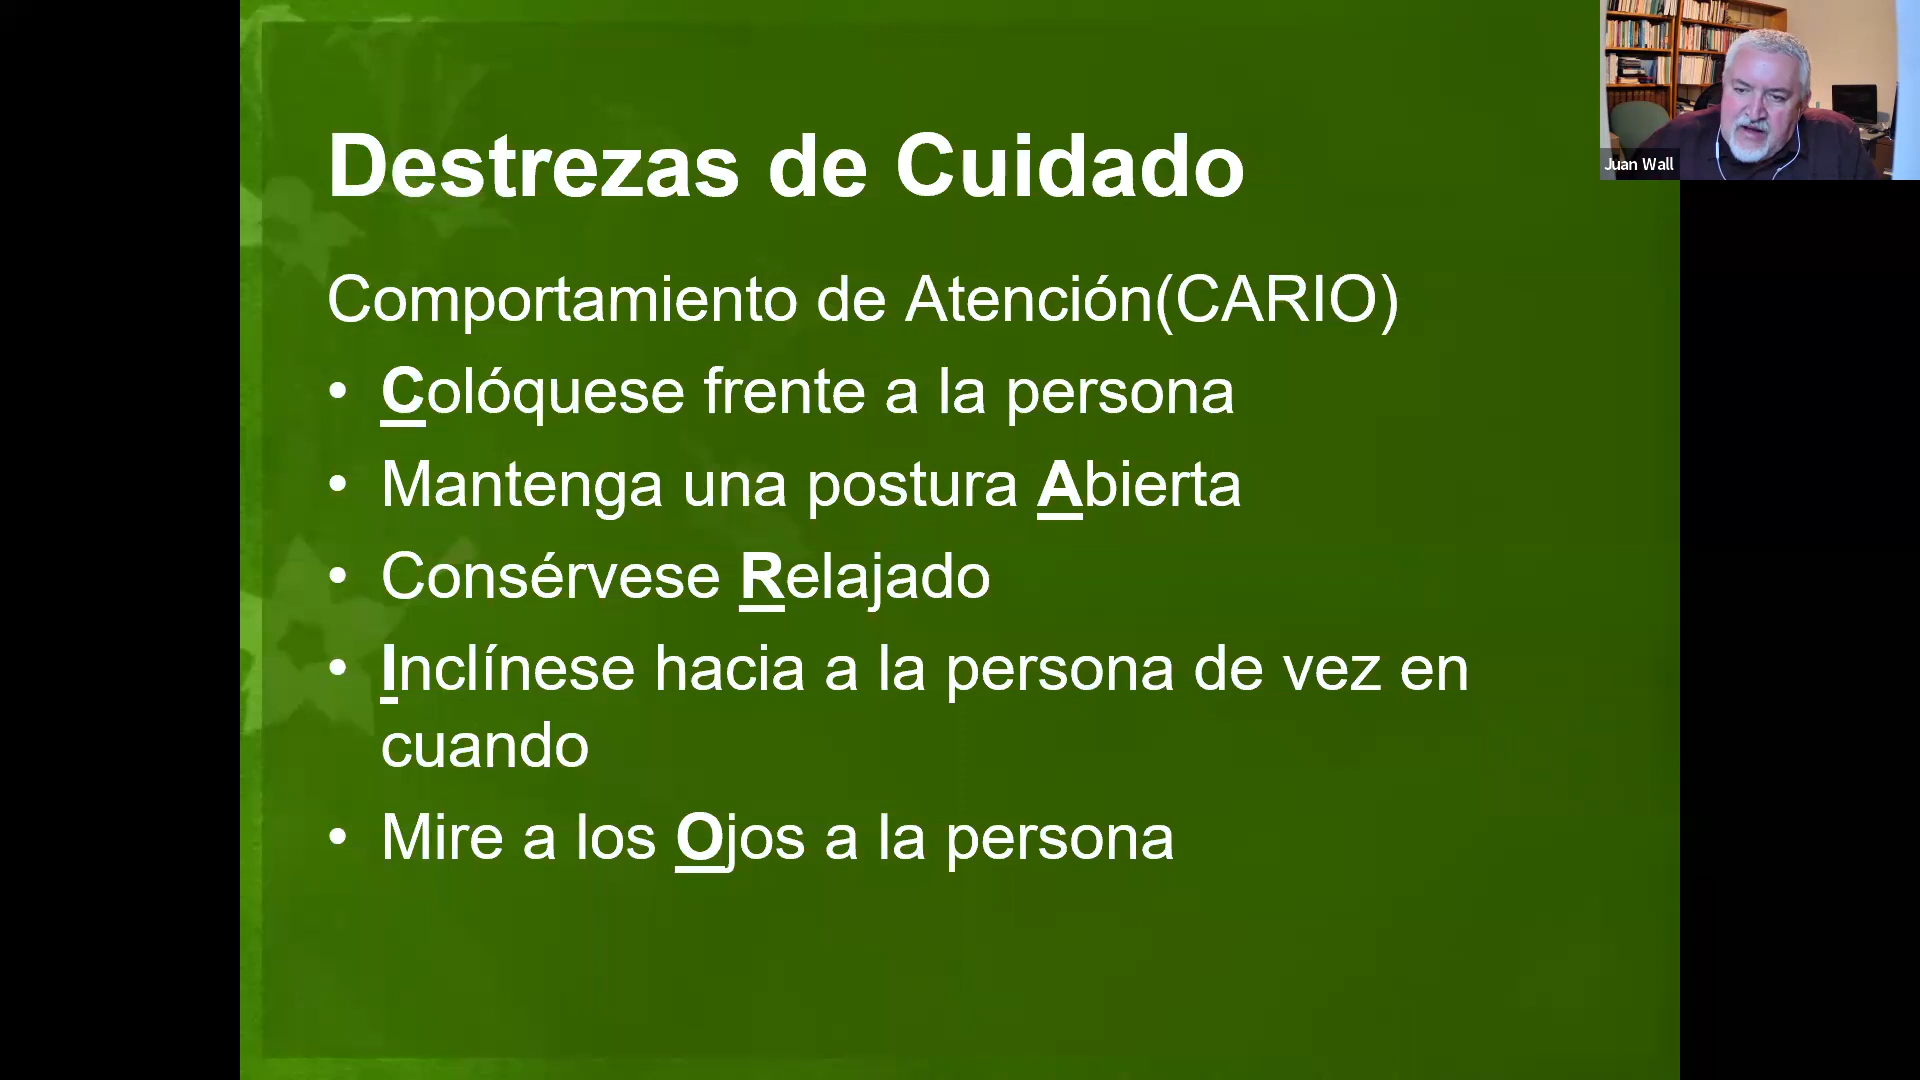 Destrezas de Cuidado
Comportamiento de Atención(CARIO)
• Colóquese frente a la persona
• Mantenga una postura Abierta
• Consérvese Relajado
• Inclínese hacia a la persona de vez en
cuando
• Mire a los Ojos a la persona
Juan Wall